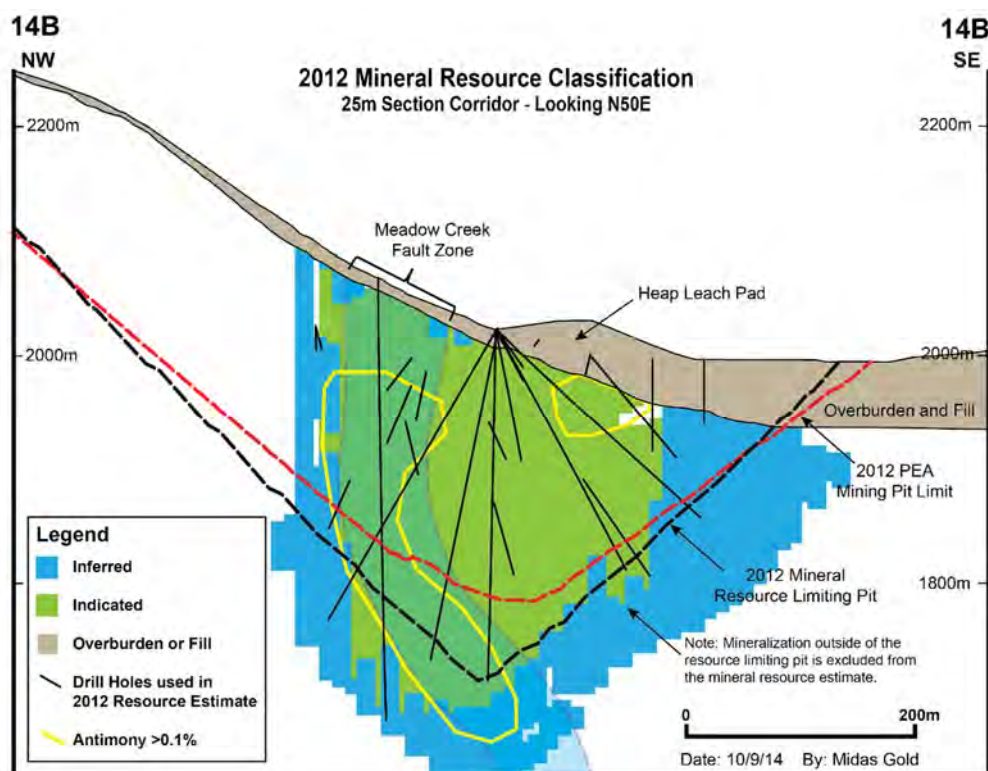 14B
14B
NW
SE
2012 Mineral Resource Classification
25m Section Corridor - Looking N50E
2200m
2200m
Meadow Creek
Fault Zone
Heap Leach Pad
2000m
2000m
Overburden and Fill
2012 PEA
Mining Pit Limit
2012 Mineral
Resource Limiting Pit
1800m
Note: Mineralization outside of the
resource limiting pit is excluded from
the mineral resource estimate.
Legend
Inferred
Indicated
Overburden or Fill
Drill Holes used in
2012 Resource Estimate
Antimony >0.1%
0
200m
Date: 10/9/14 By: Midas Gold